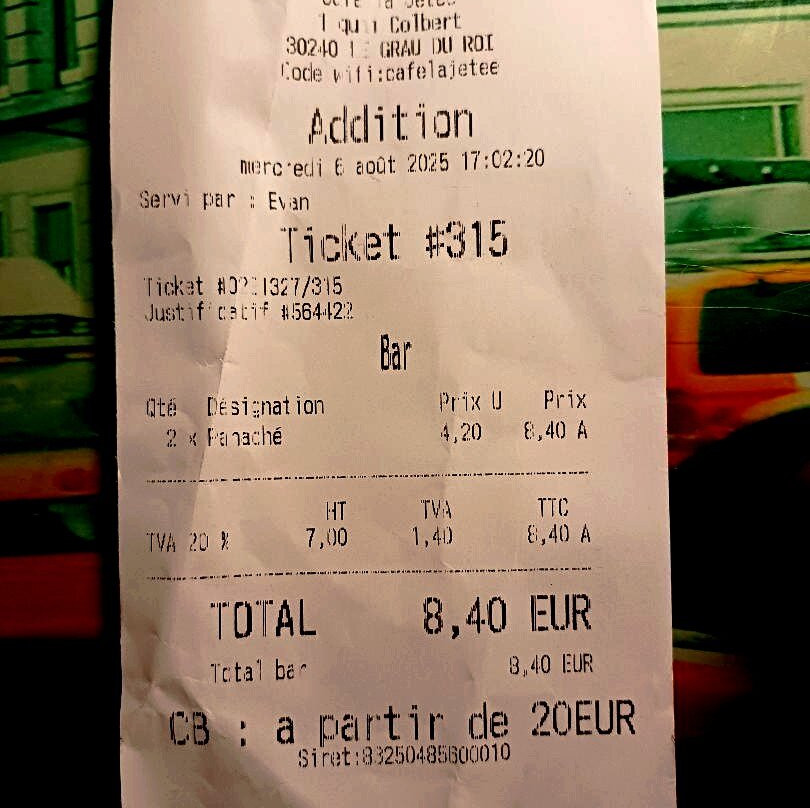 Café la Jetée
1 quai Colbert
30240 LE GRAU DU ROI
Code wifi:cafelajetee
Addition
mercredi 6 août 2025 17:02:20
Servi par : Evan
Ticket #315
Justificatif #564422
Bar
Qté Désignation Prix U Prix
2 x Panaché 4,20 8,40 A
HT TVA TTC
TVA 20 % 7,00 1,40 8,40 A
TOTAL 8,40 EUR
Total bar 8,40 EUR
CB : a partir de 20EUR